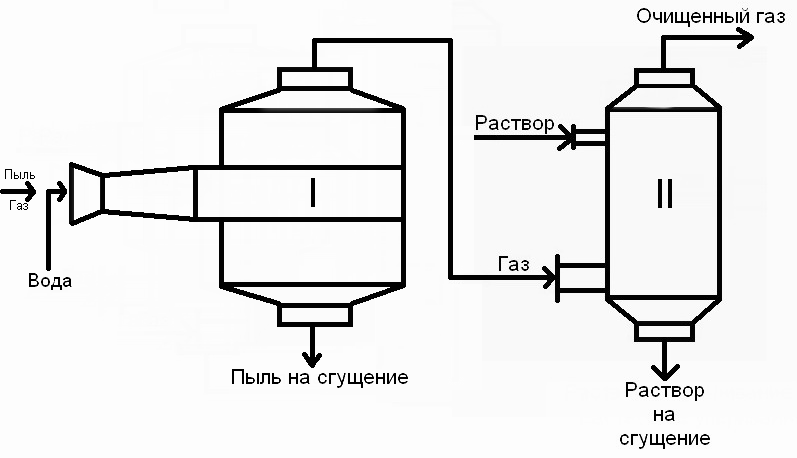 Очищенный газ
Раствор
Пыль
Газ
I
II
Газ
Вода
Пыль на сгущение
Раствор
на
сгущение